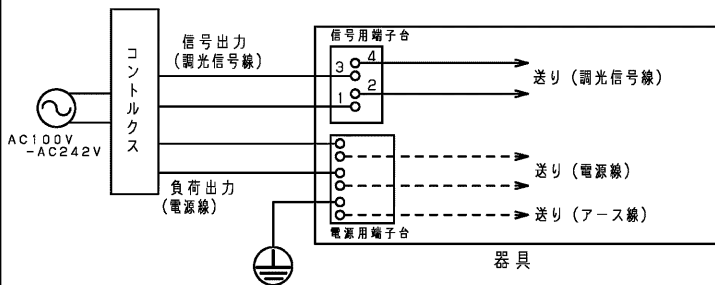 コントルクス
AC100V
-AC242V
信号出力
(調光信号線)
負荷出力
(電源線)
信号用端子台
3
4
1
2
電源用端子台
送り(調光信号線)
送り(電源線)
送り(アース線)
器具